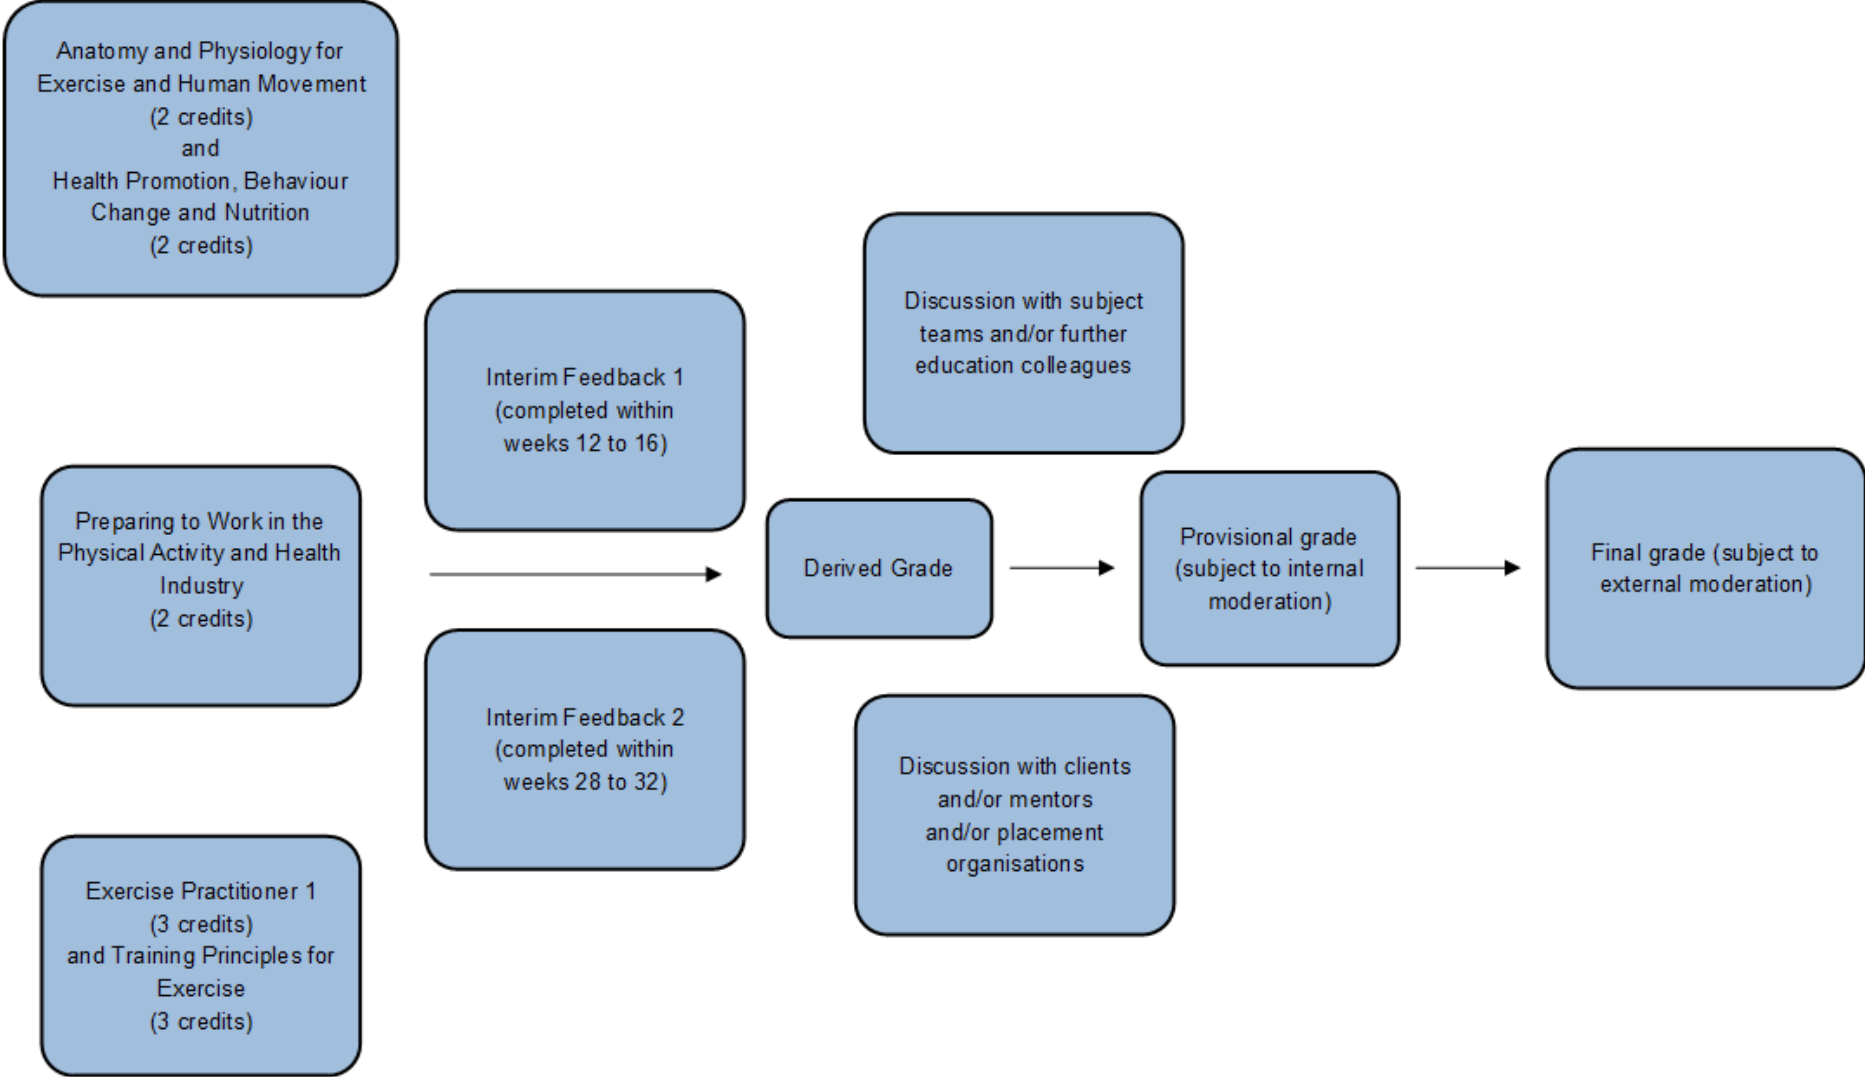 Anatomy and Physiology for
Exercise and Human Movement
(2 credits)
and
Health Promotion, Behaviour
Change and Nutrition
(2 credits)
Preparing to Work in the
Physical Activity and Health
Industry
(2 credits)
Exercise Practitioner 1
(3 credits)
and Training Principles for
Exercise
(3 credits)
Interim Feedback 1
(completed within
weeks 12 to 16)
Interim Feedback 2
(completed within
weeks 28 to 32)
Derived Grade
Discussion with subject
teams and/or further
education colleagues
Discussion with clients
and/or mentors
and/or placement
organisations
Provisional grade
(subject to internal
moderation)
Final grade (subject to
external moderation)